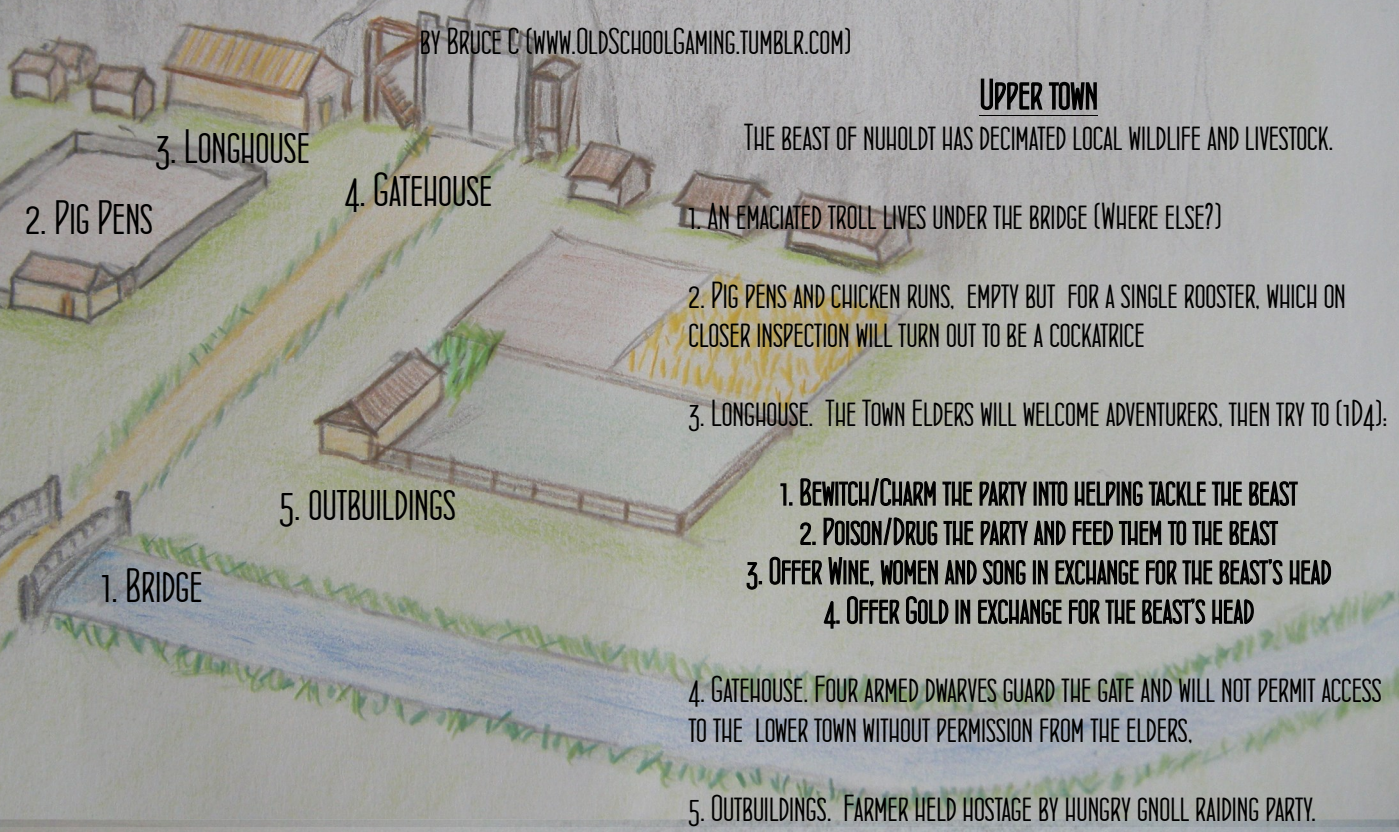 by Bruce C (www.OldSchoolGaming.tumblr.com)
Upper town
The beast of nuholdt has decimated local wildlife and livestock.
3. Longhouse
4. Gatehouse
2. Pig Pens
1. An emaciated troll lives under the bridge (Where else?)
2. Pig pens and chicken runs, empty but for a single rooster, which on
closer inspection will turn out to be a cockatrice
3. Longhouse. The Town Elders will welcome adventurers, then try to (1D4):
1. Bewitch/Charm the party into helping tackle the beast
2. Poison/Drug the party and feed them to the beast
3. Offer Wine, women and song in exchange for the beast's head
4. Offer Gold in exchange for the beast's head
5. outbuildings
1. Bridge
4. Gatehouse. Four armed dwarves guard the gate and will not permit access
to the lower town without permission from the elders,
5. Outbuildings. Farmer held hostage by hungry gnoll raiding party.